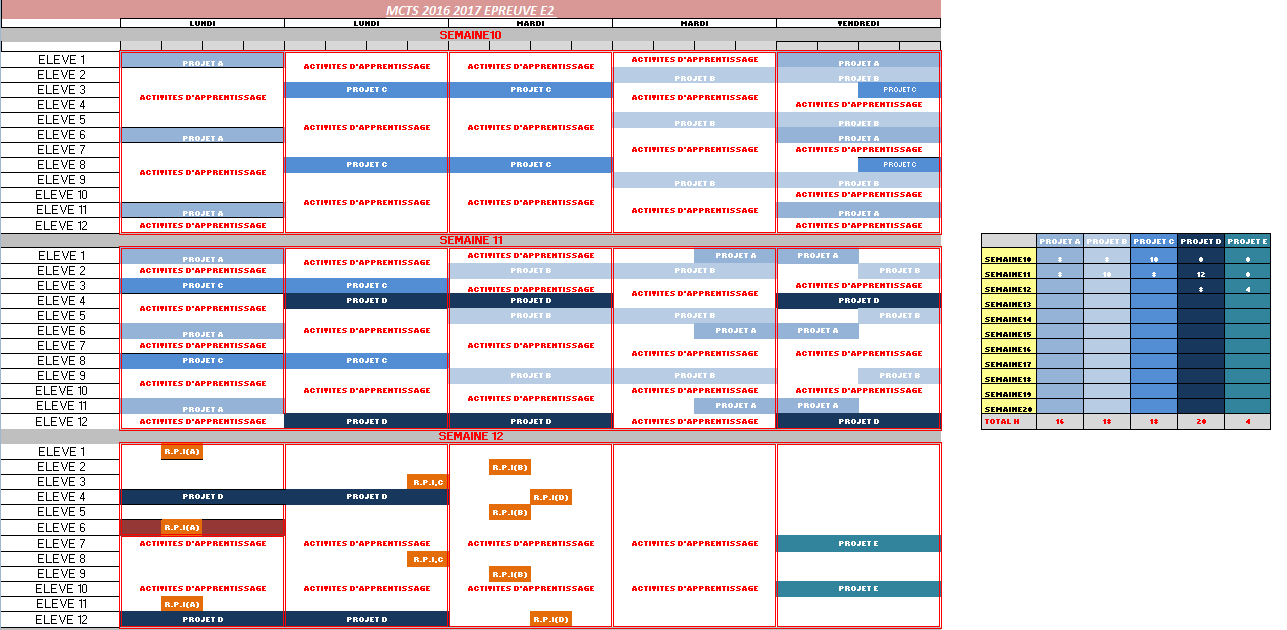 MCTS 2016 2017 EPREUVE E2
LUNDI LUNDI MARDI MARDI VENDREDI
SEMAINE10
ELEVE 1 PROJET A ACTIVITES D'APPRENTISSAGE ACTIVITES D'APPRENTISSAGE ACTIVITES D'APPRENTISSAGE PROJET A
ELEVE 2 PROJET B PROJET B
ELEVE 3 ACTIVITES D'APPRENTISSAGE PROJET C PROJET C ACTIVITES D'APPRENTISSAGE PROJET C
ELEVE 4 ACTIVITES D'APPRENTISSAGE
ELEVE 5 ACTIVITES D'APPRENTISSAGE ACTIVITES D'APPRENTISSAGE PROJET B PROJET B
ELEVE 6 PROJET A PROJET A
ELEVE 7 ACTIVITES D'APPRENTISSAGE ACTIVITES D'APPRENTISSAGE
ELEVE 8 ACTIVITES D'APPRENTISSAGE PROJET C PROJET C PROJET C
ELEVE 9 PROJET B PROJET B
ELEVE 10 ACTIVITES D'APPRENTISSAGE ACTIVITES D'APPRENTISSAGE ACTIVITES D'APPRENTISSAGE
ELEVE 11 PROJET A ACTIVITES D'APPRENTISSAGE PROJET A
ELEVE 12 ACTIVITES D'APPRENTISSAGE ACTIVITES D'APPRENTISSAGE
SEMAINE 11
ELEVE 1 PROJET A ACTIVITES D'APPRENTISSAGE ACTIVITES D'APPRENTISSAGE PROJET A PROJET A
ELEVE 2 ACTIVITES D'APPRENTISSAGE PROJET B PROJET B PROJET B
ELEVE 3 PROJET C PROJET C ACTIVITES D'APPRENTISSAGE ACTIVITES D'APPRENTISSAGE ACTIVITES D'APPRENTISSAGE
ELEVE 4 ACTIVITES D'APPRENTISSAGE PROJET D PROJET D PROJET D
ELEVE 5 PROJET B PROJET B PROJET B
ELEVE 6 PROJET A ACTIVITES D'APPRENTISSAGE PROJET A PROJET A
ELEVE 7 ACTIVITES D'APPRENTISSAGE ACTIVITES D'APPRENTISSAGE ACTIVITES D'APPRENTISSAGE ACTIVITES D'APPRENTISSAGE
ELEVE 8 PROJET C PROJET C
ELEVE 9 ACTIVITES D'APPRENTISSAGE PROJET B PROJET B PROJET B
ELEVE 10 ACTIVITES D'APPRENTISSAGE ACTIVITES D'APPRENTISSAGE ACTIVITES D'APPRENTISSAGE ACTIVITES D'APPRENTISSAGE
ELEVE 11 PROJET A PROJET A PROJET A
ELEVE 12 ACTIVITES D'APPRENTISSAGE PROJET D PROJET D ACTIVITES D'APPRENTISSAGE PROJET D
SEMAINE 12
ELEVE 1 R.P.I(A)
ELEVE 2 R.P.I(B)
ELEVE 3 R.P.I,C
ELEVE 4 PROJET D PROJET D R.P.I(D)
ELEVE 5 R.P.I(B)
ELEVE 6 R.P.I(A)
ELEVE 7 ACTIVITES D'APPRENTISSAGE ACTIVITES D'APPRENTISSAGE ACTIVITES D'APPRENTISSAGE ACTIVITES D'APPRENTISSAGE PROJET E
ELEVE 8 R.P.I,C
ELEVE 9 R.P.I(B)
ELEVE 10 ACTIVITES D'APPRENTISSAGE ACTIVITES D'APPRENTISSAGE ACTIVITES D'APPRENTISSAGE ACTIVITES D'APPRENTISSAGE PROJET E
ELEVE 11 R.P.I(A)
ELEVE 12 PROJET D PROJET D R.P.I(D)
PROJET A PROJET B PROJET C PROJET D PROJET E
SEMAINE10 8 8 10 0 0
SEMAINE11 8 10 8 12 0
SEMAINE12 8 4
SEMAINE13
SEMAINE14
SEMAINE15
SEMAINE16
SEMAINE17
SEMAINE18
SEMAINE19
SEMAINE20
TOTAL H 16 18 18 20 4